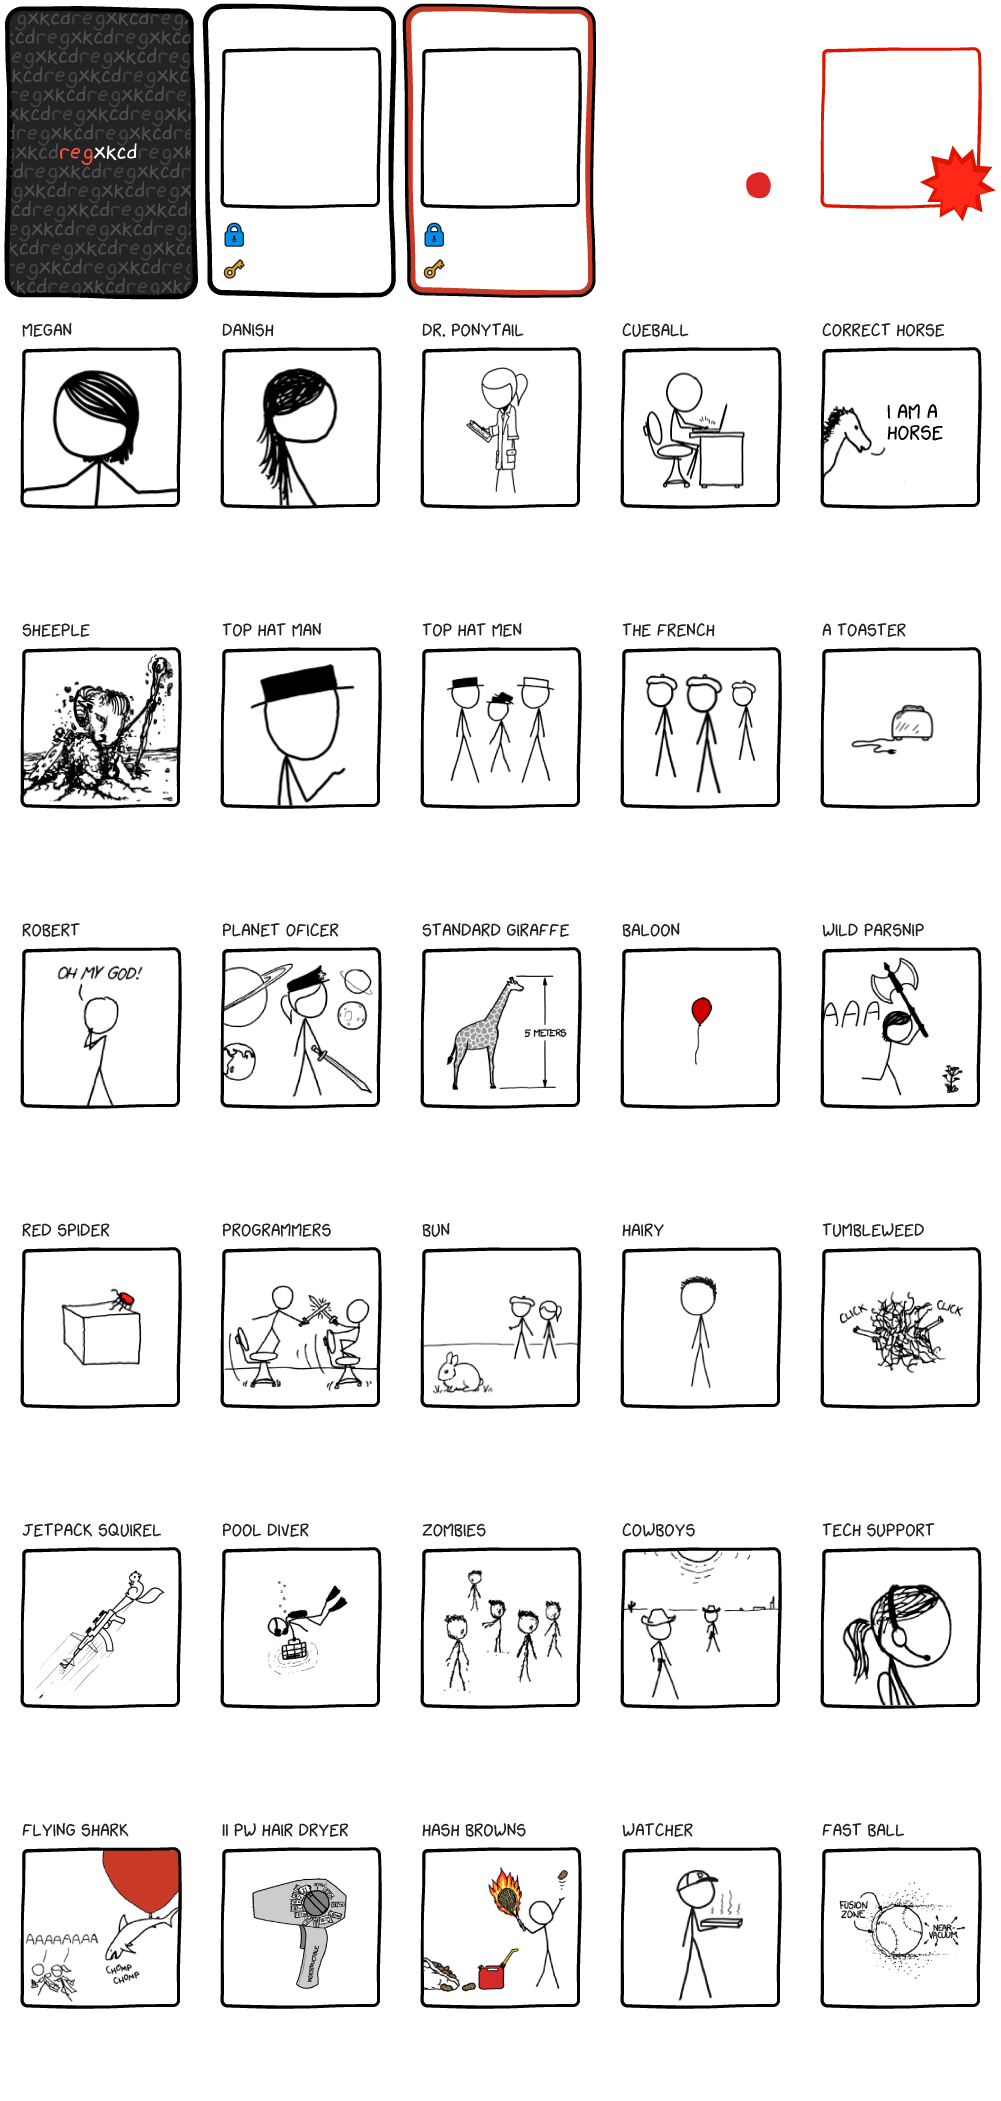 regxkcd
MEGAN
DANISH
DR. PONYTAIL
CUEBALL
CORRECT HORSE
I AM A
HORSE
SHEEPLE
TOP HAT MAN
TOP HAT MEN
THE FRENCH
A TOASTER
ROBERT
PLANET OFICER
STANDARD GIRAFFE
BALOON
WILD PARSNIP
OH MY GOD!
5 METERS
AAA
RED SPIDER
PROGRAMMERS
BUN
HAIRY
TUMBLEWEED
CLICK
CLICK
JETPACK SQUIREL
POOL DIVER
ZOMBIES
COWBOYS
TECH SUPPORT
FLYING SHARK
11 PW HAIR DRYER
HASH BROWNS
WATCHER
FAST BALL
AAAAAAAA
CHOMP
CHOMP
FUSION
ZONE
NEAR-
VACUUM